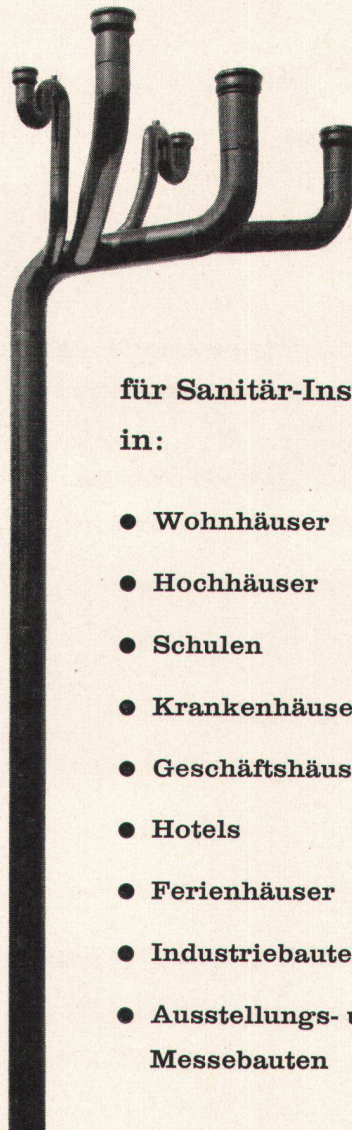 für Sanitär-Ins
in:
● Wohnhäuser
● Hochhäuser
● Schulen
● Krankenhäuse
● Geschäftshäus
● Hotels
● Ferienhäuser
● Industriebaute
● Ausstellungs- u
Messebauten